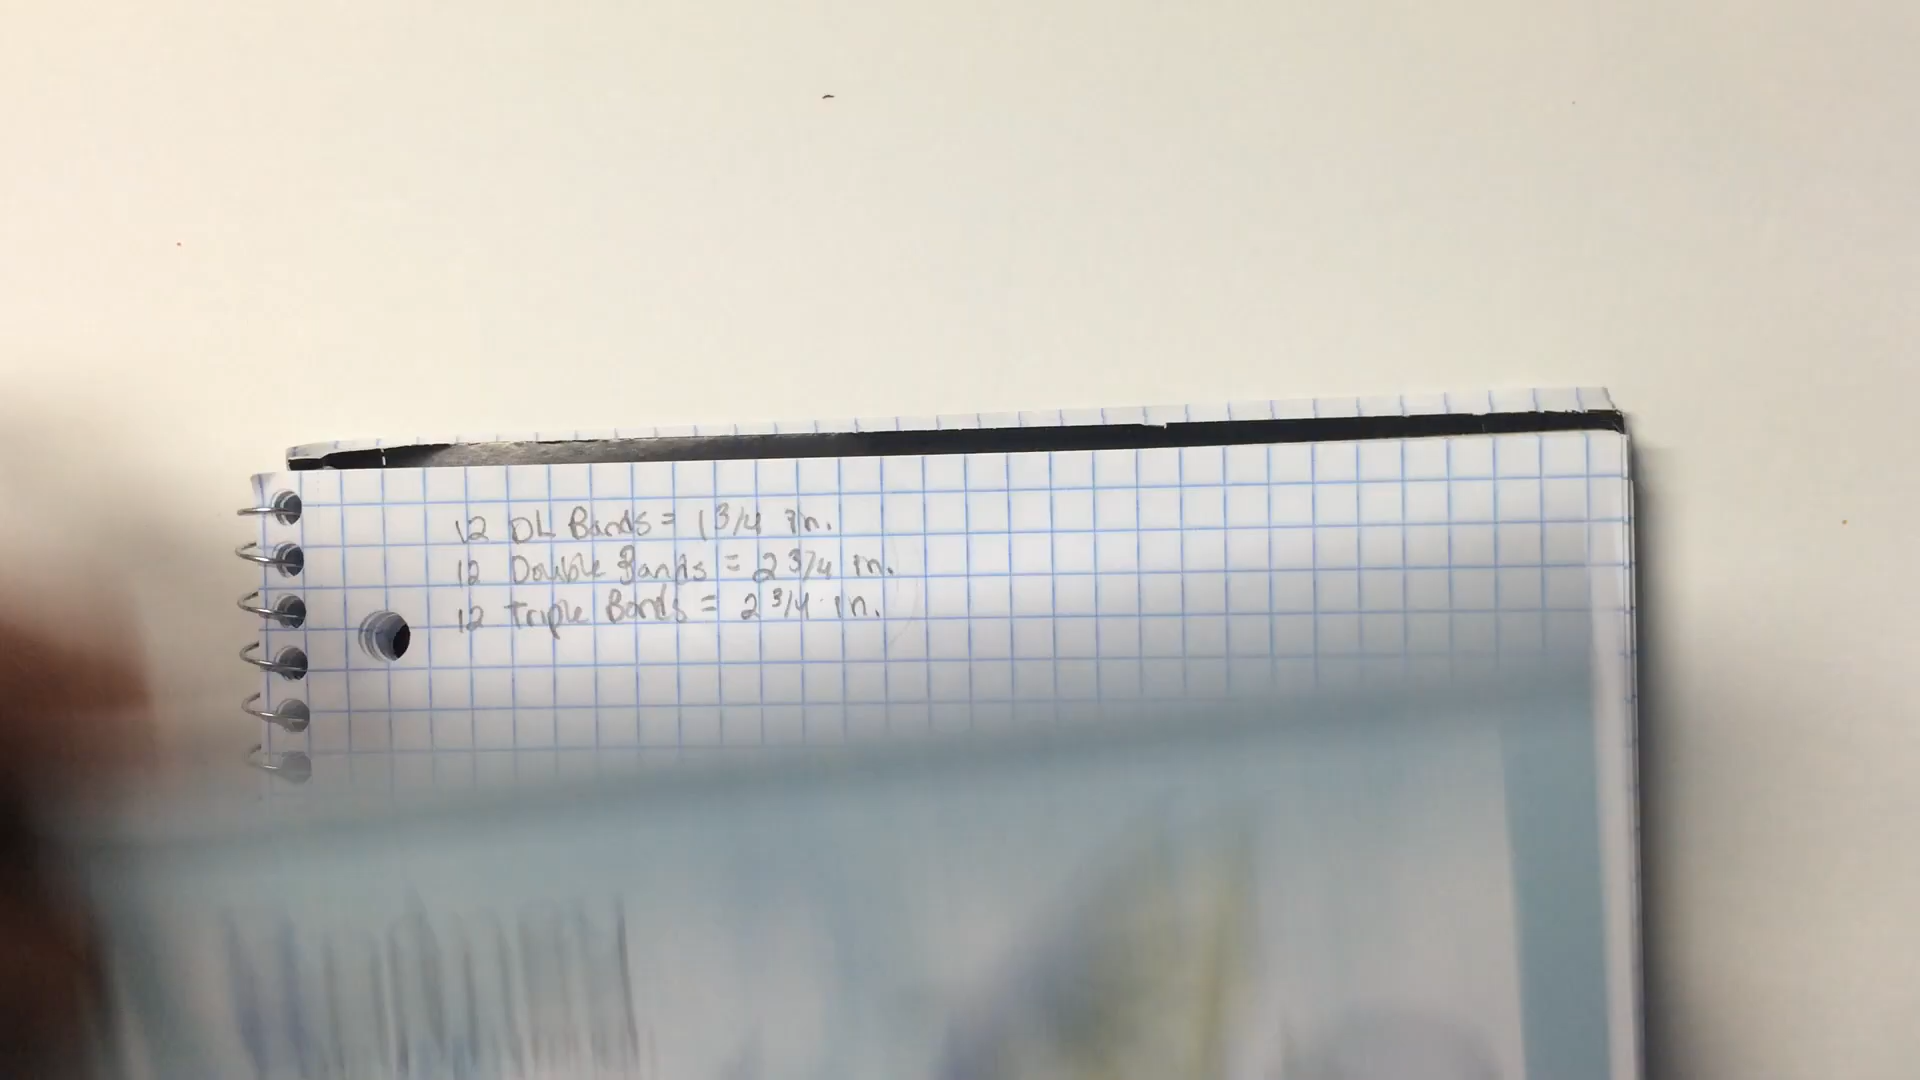 12 DL Bands = 1 3/4 in.
12 Double Bands = 2 3/4 in.
12 Triple Bands = 2 3/4 in.